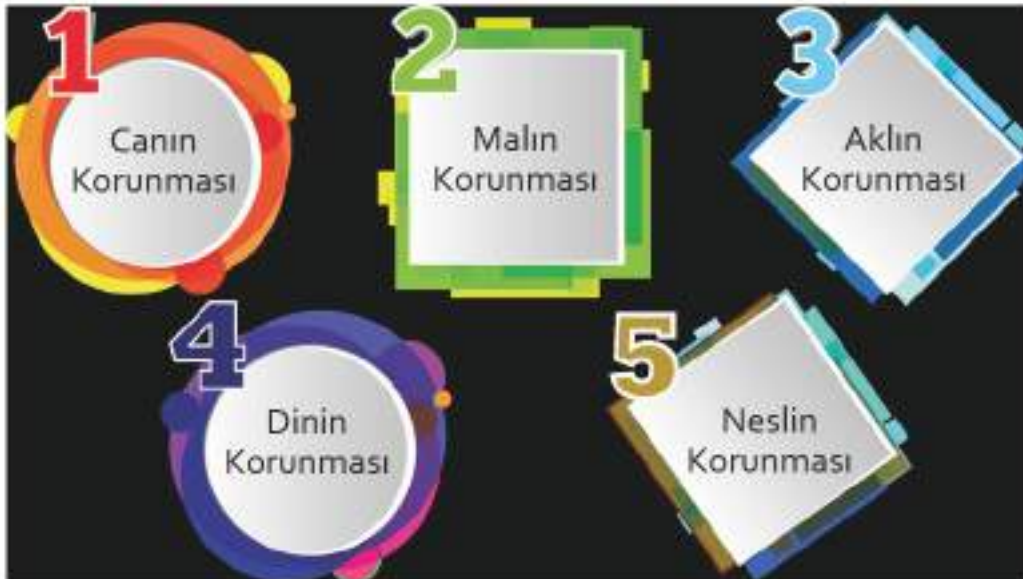 1
Canın
Korunması
2
Malın
Korunması
3
Aklın
Korunması
4
Dinin
Korunması
5
Neslin
Korunması